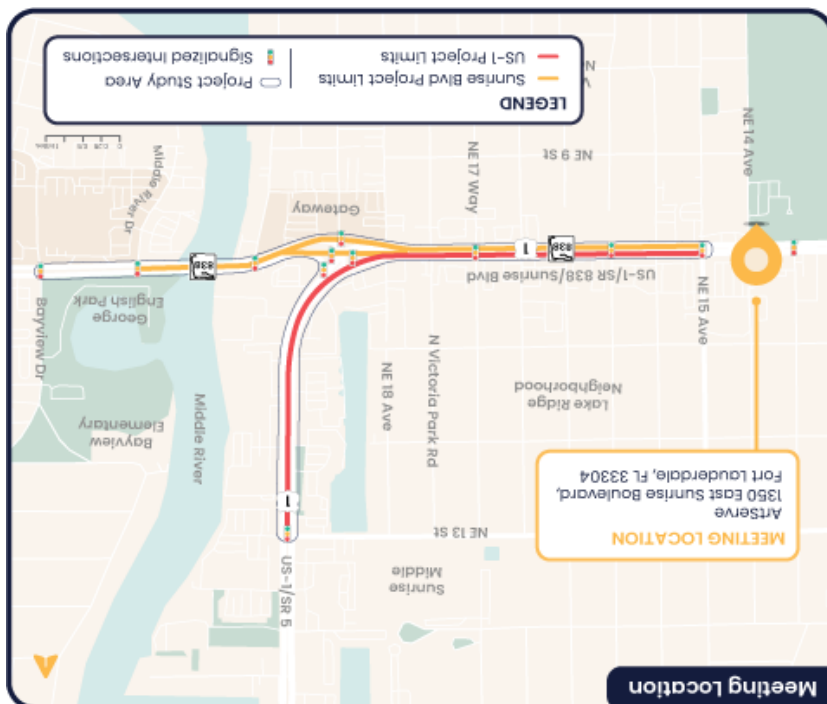 Meeting Location
US-1/SR 5
Sunrise
Middle
NE 13 St
MEETING LOCATION
ArtServe
1350 East Sunrise Boulevard,
Fort Lauderdale, FL 33304
1
Middle River
Bayview
Elementary
Lake Ridge
Neighborhood
N Victoria Park Rd
NE 18 Ave
NE 15 Ave
George
English Park
Bayview Dr
US-1/SR 838/Sunrise Blvd
838
1
838
Gateway
NE 17 Way
NE 14 Ave
NE 9 St
Middle River Dr
LEGEND
Sunrise Blvd Project Limits
US-1 Project Limits
Project Study Area
Signalized Intersections